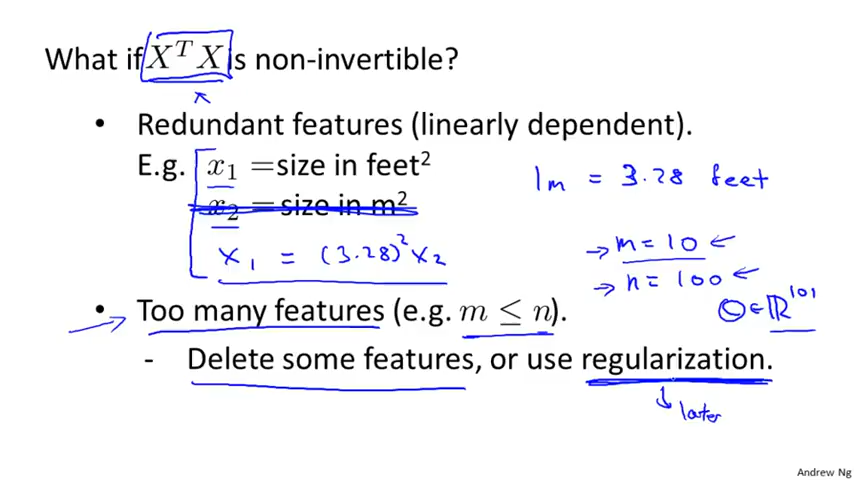 What if XᵀX is non-invertible?
• Redundant features (linearly dependent).
E.g. x₁ = size in feet²
1m = 3.28 feet
x₂ = size in m²
x₁ = (3.28)² x₂
→ m = 10 ←
→ n = 100 ←
Θ ∈ ℝ¹⁰¹
→ • Too many features (e.g. m ≤ n).
- Delete some features, or use regularization.
↓ later
Andrew Ng